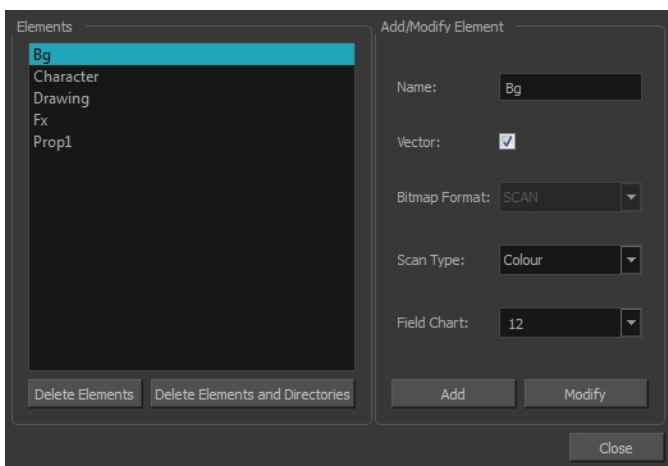 Elements
Bg
Character
Drawing
Fx
Prop1
Delete Elements
Delete Elements and Directories
Add/Modify Element
Name: Bg
Vector:
Bitmap Format: SCAN
Scan Type: Colour
Field Chart: 12
Add
Modify
Close